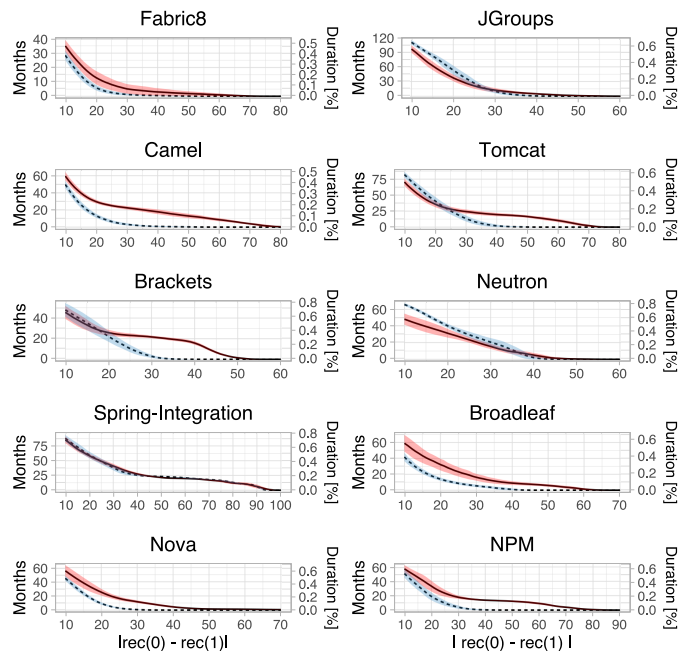 Fabric8
Months
40
30
20
10
0
0.5
0.4
0.3
0.2
0.1
0.0
Duration [%]
10 20 30 40 50 60 70 80
JGroups
Months
120
90
60
30
0
0.6
0.4
0.2
0.0
Duration [%]
10 20 30 40 50 60
Camel
Months
60
40
20
0
0.5
0.4
0.3
0.2
0.1
0.0
Duration [%]
10 20 30 40 50 60 70 80
Tomcat
Months
75
50
25
0
0.6
0.4
0.2
0.0
Duration [%]
10 20 30 40 50 60 70 80
Brackets
Months
40
20
0
0.8
0.6
0.4
0.2
0.0
Duration [%]
10 20 30 40 50 60
Neutron
Months
60
40
20
0
0.8
0.6
0.4
0.2
0.0
Duration [%]
10 20 30 40 50 60
Spring-Integration
Months
75
50
25
0
0.8
0.6
0.4
0.2
0.0
Duration [%]
10 20 30 40 50 60 70 80 90 100
Broadleaf
Months
60
40
20
0
0.6
0.4
0.2
0.0
Duration [%]
10 20 30 40 50 60 70
Nova
Months
60
40
20
0
0.6
0.4
0.2
0.0
Duration [%]
10 20 30 40 50 60 70
|rec(0) - rec(1)|
NPM
Months
60
40
20
0
0.6
0.4
0.2
0.0
Duration [%]
10 20 30 40 50 60 70 80 90
| rec(0) - rec(1) |